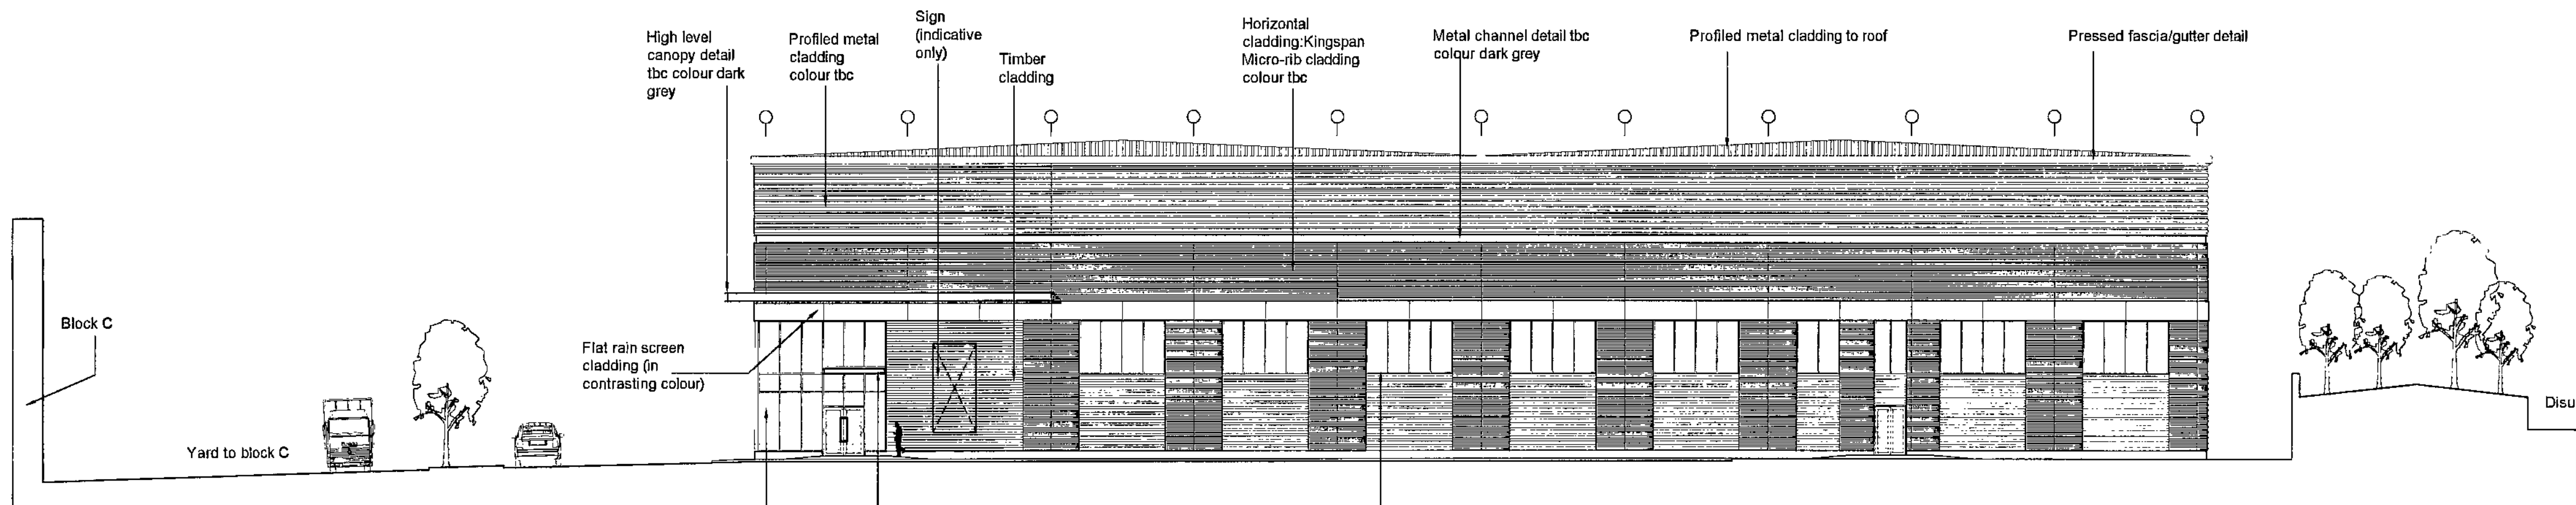 Sign
(indicative
only)
High level
canopy detail
tbc colour dark
grey
Profiled metal
cladding
colour tbc
Timber
cladding
Horizontal
cladding:Kingspan
Micro-rib cladding
colour tbc
Metal channel detail tbc
colour dark grey
Profiled metal cladding to roof
Pressed fascia/gutter detail
Block C
Flat rain screen
cladding (in
contrasting colour)
Yard to block C
Disu